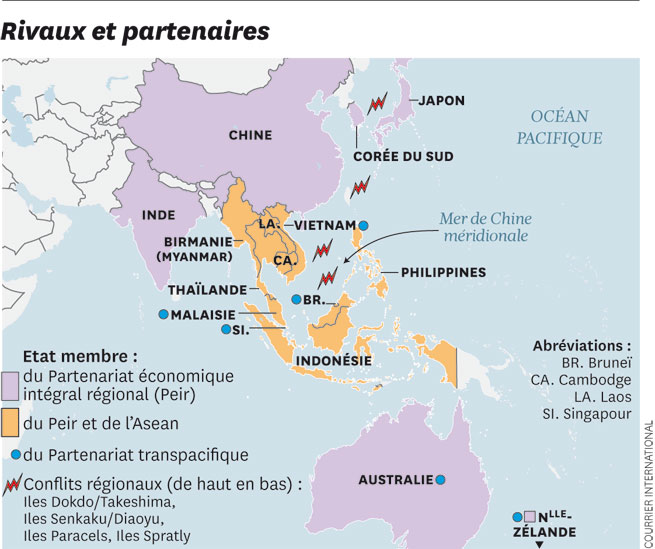 Rivaux et partenaires
JAPON
OCÉAN
PACIFIQUE
CHINE
CORÉE DU SUD
INDE
LA.
VIETNAM
Mer de Chine
méridionale
BIRMANIE
(MYANMAR)
CA.
PHILIPPINES
THAÏLANDE
BR.
MALAISIE
SI.
INDONÉSIE
Abréviations :
BR. Bruneï
CA. Cambodge
LA. Laos
SI. Singapour
Etat membre :
du Partenariat économique
intégral régional (Peir)
du Peir et de l'Asean
du Partenariat transpacifique
Conflits régionaux (de haut en bas) :
Iles Dokdo/Takeshima,
Iles Senkaku/Diaoyu,
Iles Paracels, Iles Spratly
AUSTRALIE
NLLE-
ZÉLANDE
COURRIER INTERNATIONAL